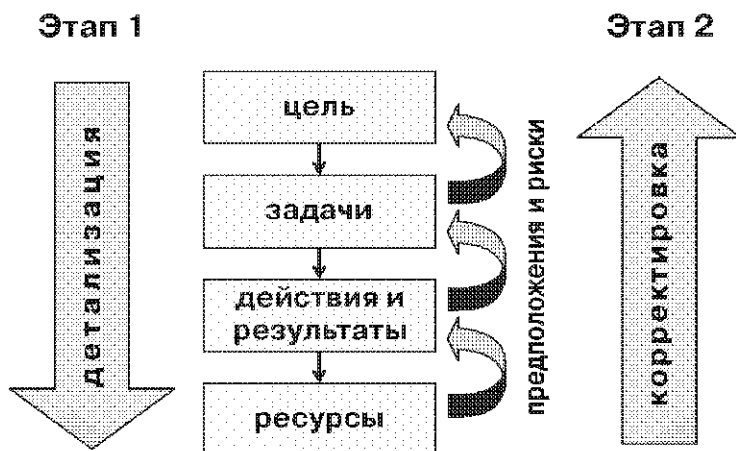 Этап 1
Этап 2
детализация
цель
задачи
действия и
результаты
ресурсы
предположения и риски
корректировка